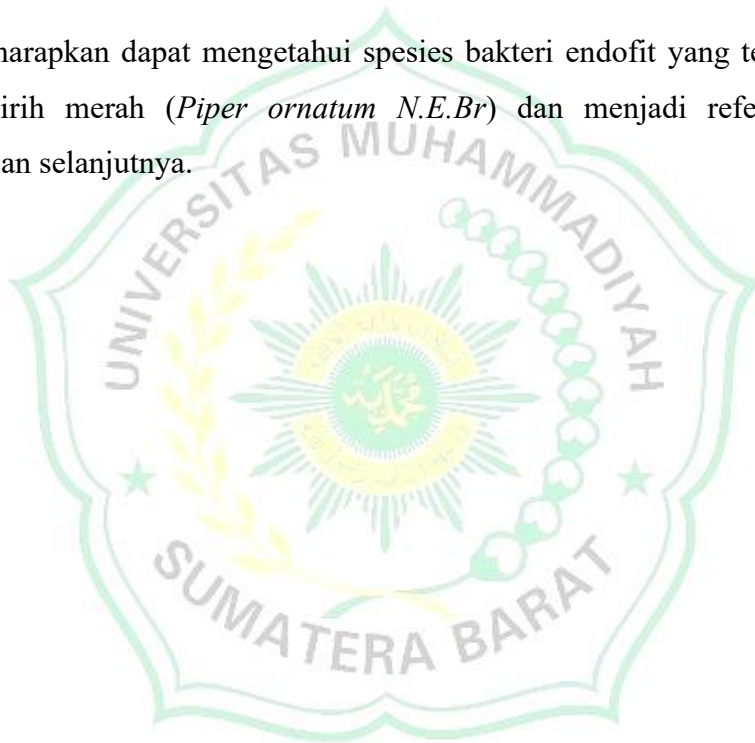 harapkan dapat mengetahui spesies bakteri endofit yang te
irih merah (Piper ornatum N.E.Br) dan menjadi refe
an selanjutnya.
UNIVERSITAS MUHAMMADIYAH
SUMATERA BARAT